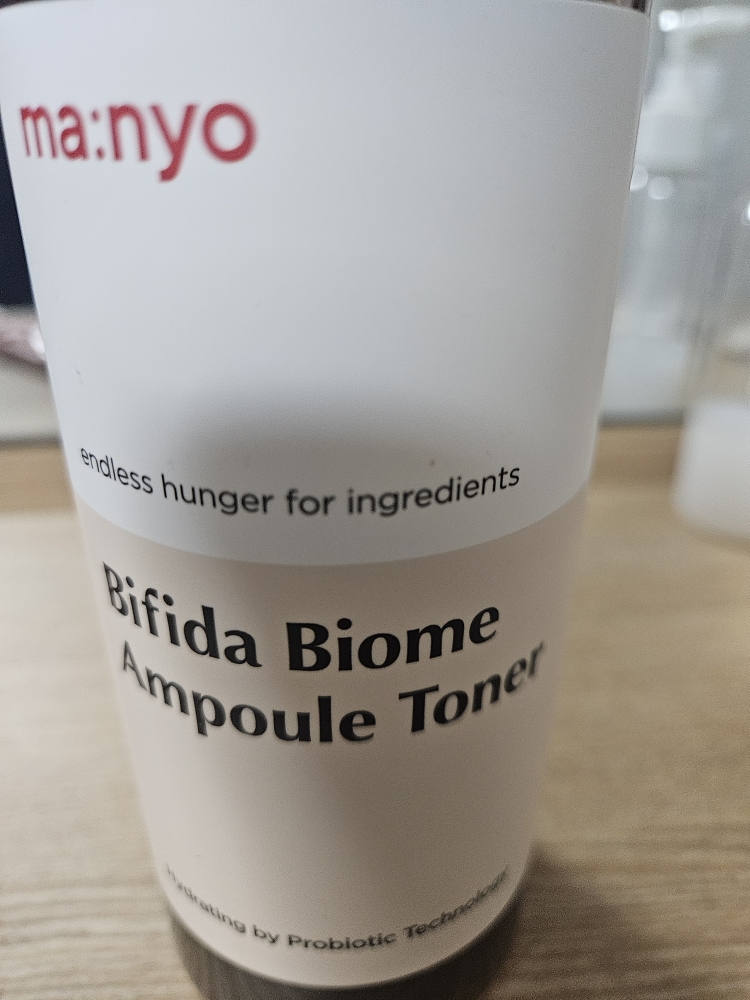 ma:nyo
endless hunger for ingredients
Bifida Biome
Ampoule Toner
Hydrating by Probiotic Technology